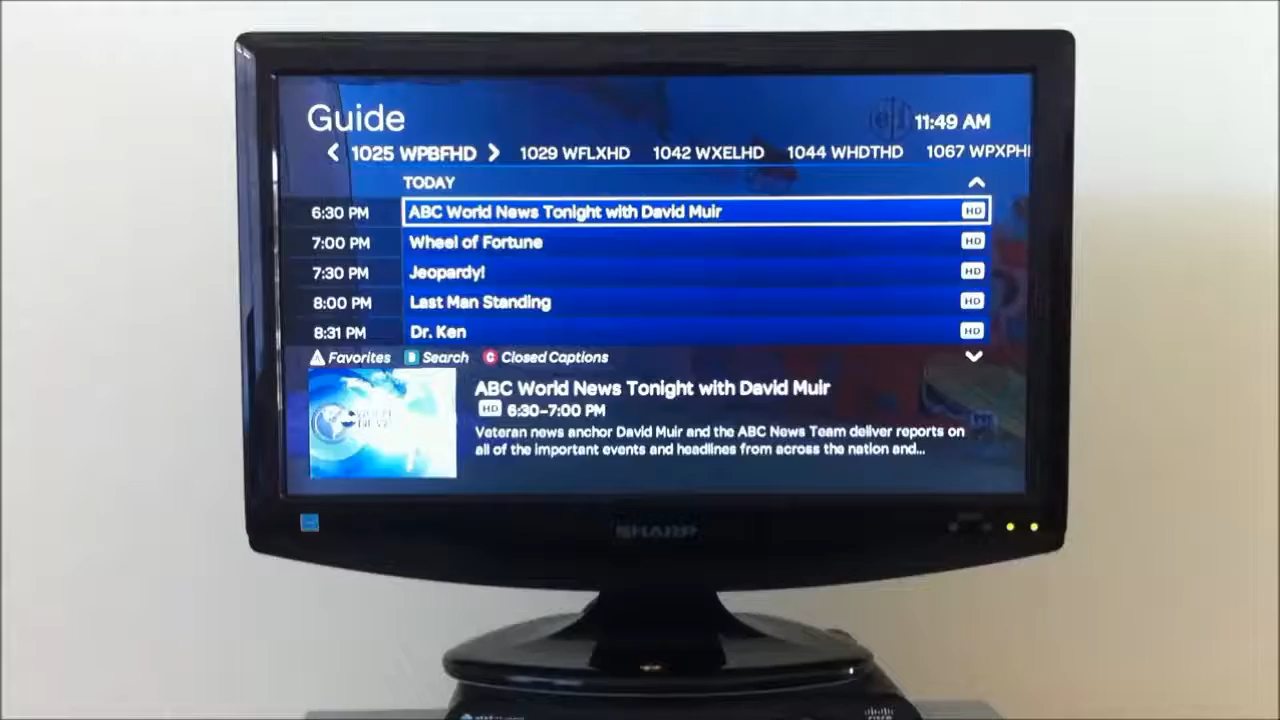 Guide
11:49 AM
1025 WPBFHD 1029 WFLXHD 1042 WXELHD 1044 WHDTHD 1067 WPXPH
TODAY
6:30 PM ABC World News Tonight with David Muir HD
7:00 PM Wheel of Fortune HD
7:30 PM Jeopardy! HD
8:00 PM Last Man Standing HD
8:31 PM Dr. Ken HD
A Favorites B Search C Closed Captions
ABC World News Tonight with David Muir
HD 6:30-7:00 PM
Veteran news anchor David Muir and the ABC News Team deliver reports on
all of the important events and headlines from across the nation and...
SHARP
CISCO